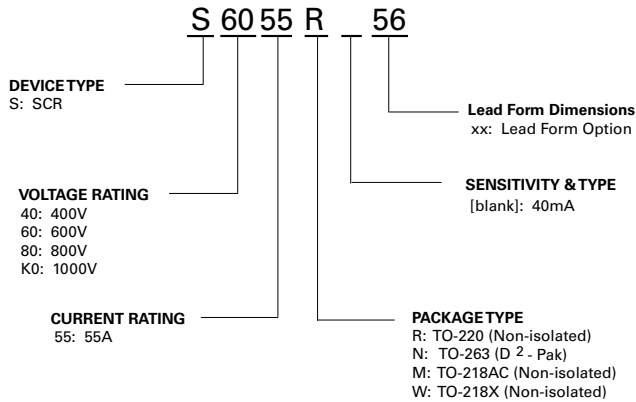 S 60 55 R _ 56
DEVICE TYPE
S: SCR
Lead Form Dimensions
xx: Lead Form Option
VOLTAGE RATING
40: 400V
60: 600V
80: 800V
K0: 1000V
SENSITIVITY & TYPE
[blank]: 40mA
CURRENT RATING
55: 55A
PACKAGE TYPE
R: TO-220 (Non-isolated)
N: TO-263 (D 2 - Pak)
M: TO-218AC (Non-isolated)
W: TO-218X (Non-isolated)